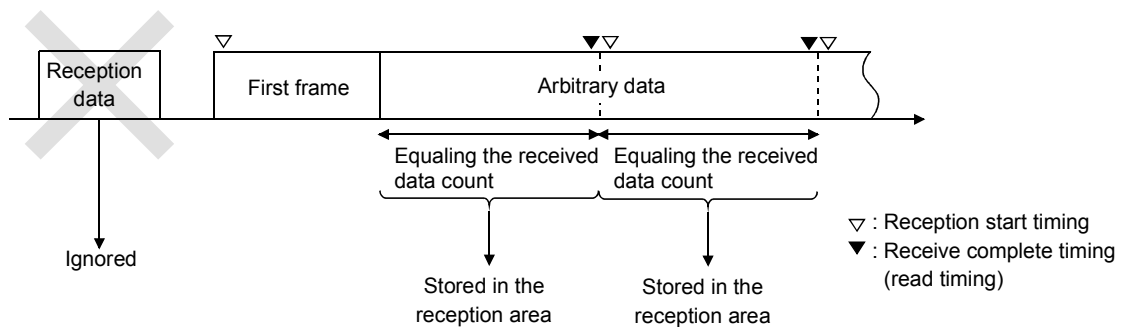 Reception
data
First frame
Arbitrary data
Equaling the received
data count
Equaling the received
data count
Ignored
Stored in the
reception area
Stored in the
reception area
▽ : Reception start timing
▼ : Receive complete timing
(read timing)